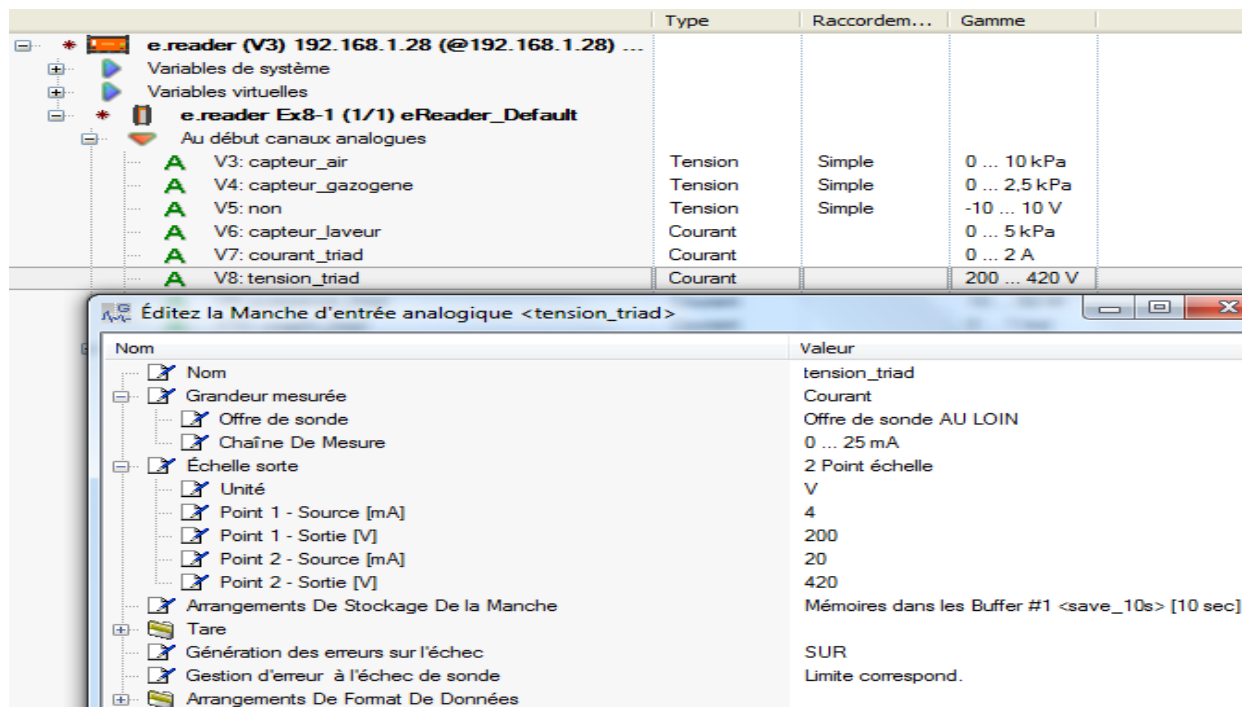 Type Raccordem... Gamme
e.reader (V3) 192.168.1.28 (@192.168.1.28) ...
Variables de système
Variables virtuelles
e.reader Ex8-1 (1/1) eReader_Default
Au début canaux analogues
A V3: capteur_air Tension Simple 0 ... 10 kPa
A V4: capteur_gazogene Tension Simple 0 ... 2,5 kPa
A V5: non Tension Simple -10 ... 10 V
A V6: capteur_laveur Courant 0 ... 5 kPa
A V7: courant_triad Courant 0 ... 2 A
A V8: tension_triad Courant 200 ... 420 V
Éditez la Manche d'entrée analogique <tension_triad>
Nom Valeur
Nom tension_triad
Grandeur mesurée Courant
Offre de sonde Offre de sonde AU LOIN
Chaîne De Mesure 0 ... 25 mA
Échelle sorte 2 Point échelle
Unité V
Point 1 - Source [mA] 4
Point 1 - Sortie [V] 200
Point 2 - Source [mA] 20
Point 2 - Sortie [V] 420
Arrangements De Stockage De la Manche Mémoires dans les Buffer #1 <save_10s> [10 sec]
Tare
Génération des erreurs sur l'échec SUR
Gestion d'erreur à l'échec de sonde Limite correspond.
Arrangements De Format De Données